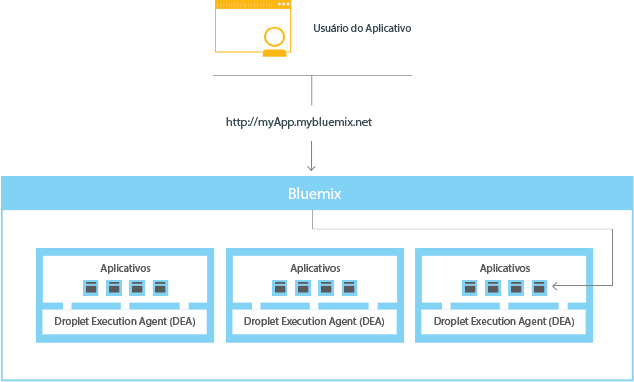 Usuário do Aplicativo
http://myApp.mybluemix.net
Bluemix
Aplicativos
Aplicativos
Aplicativos
Droplet Execution Agent (DEA)
Droplet Execution Agent (DEA)
Droplet Execution Agent (DEA)